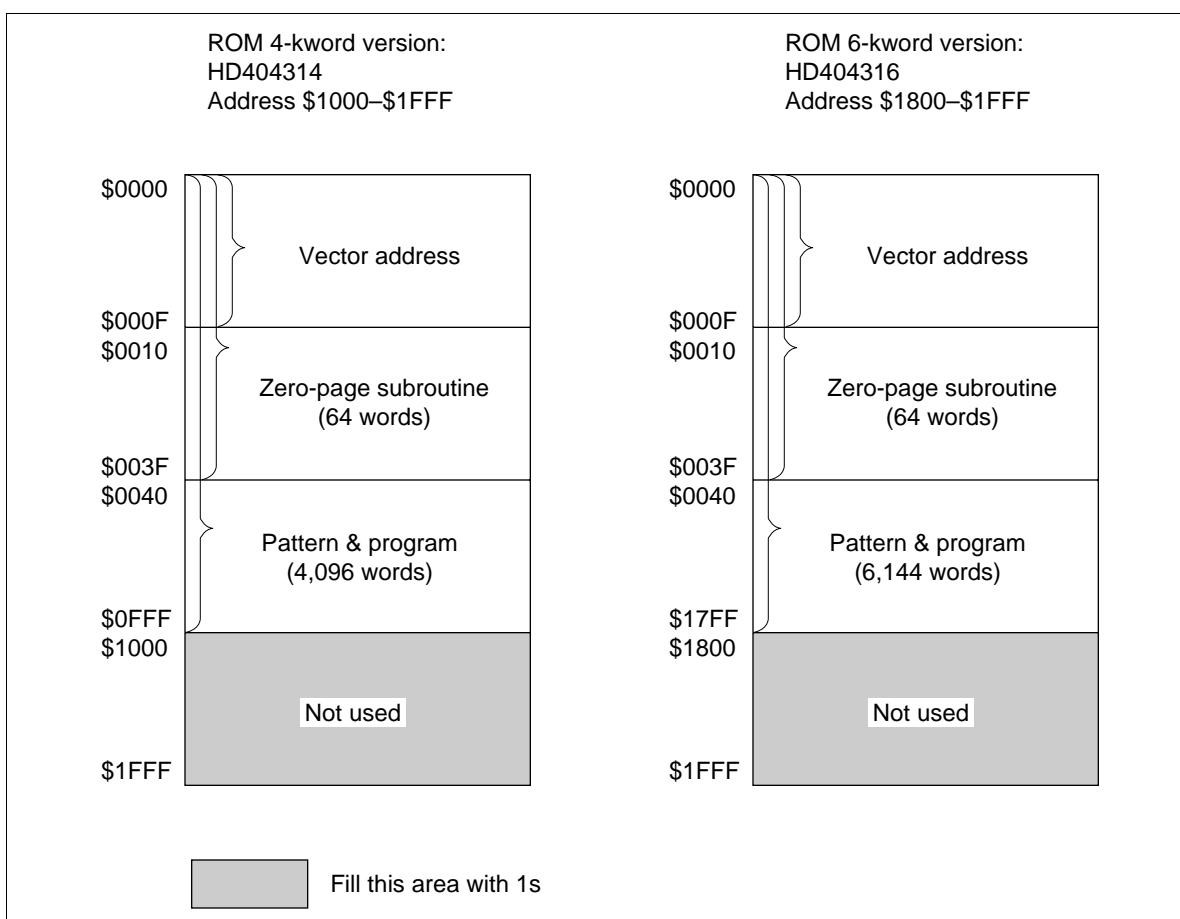 ROM 4-kword version:
HD404314
Address $1000–$1FFF
$0000
Vector address
$000F
$0010
Zero-page subroutine
(64 words)
$003F
$0040
Pattern & program
(4,096 words)
$0FFF
$1000
Not used
$1FFF
ROM 6-kword version:
HD404316
Address $1800–$1FFF
$0000
Vector address
$000F
$0010
Zero-page subroutine
(64 words)
$003F
$0040
Pattern & program
(6,144 words)
$17FF
$1800
Not used
$1FFF
Fill this area with 1s